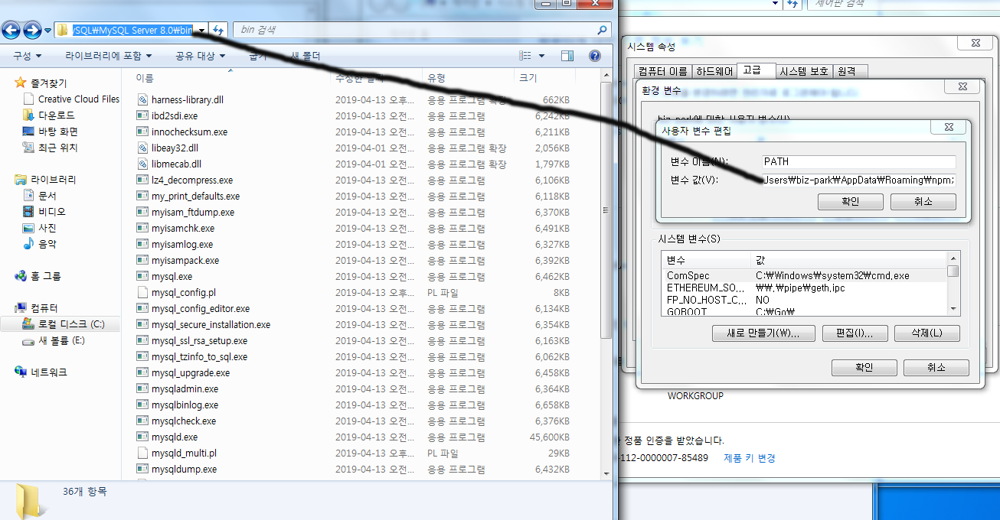 /SQL₩MySQL Server 8.0₩bin
bin 검색
구성
라이브러리에 포함
공유 대상
새 폴더
즐겨찾기
Creative Cloud Files
다운로드
바탕 화면
최근 위치
라이브러리
문서
비디오
사진
음악
홈 그룹
컴퓨터
로컬 디스크 (C:)
새 볼륨 (E:)
네트워크
이름 유형 크기
harness-library.dll 2019-04-13 오후... 응용 프로그램 확장 662KB
ibd2sdi.exe 2019-04-13 오전... 응용 프로그램 6,242KB
innochecksum.exe 2019-04-13 오전... 응용 프로그램 6,211KB
libeay32.dll 2019-04-01 오전... 응용 프로그램 확장 2,056KB
libmecab.dll 2019-04-01 오전... 응용 프로그램 확장 1,797KB
lz4_decompress.exe 2019-04-13 오전... 응용 프로그램 6,106KB
my_print_defaults.exe 2019-04-13 오전... 응용 프로그램 6,118KB
myisam_ftdump.exe 2019-04-13 오전... 응용 프로그램 6,370KB
myisamchk.exe 2019-04-13 오전... 응용 프로그램 6,491KB
myisamlog.exe 2019-04-13 오전... 응용 프로그램 6,327KB
myisampack.exe 2019-04-13 오전... 응용 프로그램 6,392KB
mysql.exe 2019-04-13 오전... 응용 프로그램 6,462KB
mysql_config.pl 2019-04-13 오후... PL 파일 8KB
mysql_config_editor.exe 2019-04-13 오전... 응용 프로그램 6,134KB
mysql_secure_installation.exe 2019-04-13 오전... 응용 프로그램 6,354KB
mysql_ssl_rsa_setup.exe 2019-04-13 오전... 응용 프로그램 6,163KB
mysql_tzinfo_to_sql.exe 2019-04-13 오전... 응용 프로그램 6,062KB
mysql_upgrade.exe 2019-04-13 오전... 응용 프로그램 6,458KB
mysqladmin.exe 2019-04-13 오전... 응용 프로그램 6,364KB
mysqlbinlog.exe 2019-04-13 오전... 응용 프로그램 6,658KB
mysqlcheck.exe 2019-04-13 오전... 응용 프로그램 6,376KB
mysqld.exe 2019-04-13 오전... 응용 프로그램 45,600KB
mysqld_multi.pl 2019-04-13 오후... PL 파일 29KB
mysqldump.exe 2019-04-13 오전... 응용 프로그램 6,432KB
36개 항목
제어판 검색
시스템 속성
컴퓨터 이름 하드웨어 고급 시스템 보호 원격
환경 변수
biz-park에 대한 사용자 변수(U)
사용자 변수 편집
변수 이름(N): PATH
변수 값(V): Users₩biz-park₩AppData₩Roaming₩npm;
확인 취소
시스템 변수(S)
변수 값
ComSpec C:₩Windows₩system32₩cmd.exe
ETHEREUM_SO... ₩₩.₩pipe₩geth.ipc
FP_NO_HOST_C... NO
GOROOT C:₩Go₩
새로 만들기(W)... 편집(I)... 삭제(L)
확인 취소
WORKGROUP
정품 인증을 받았습니다.
-112-0000007-85489 제품 키 변경